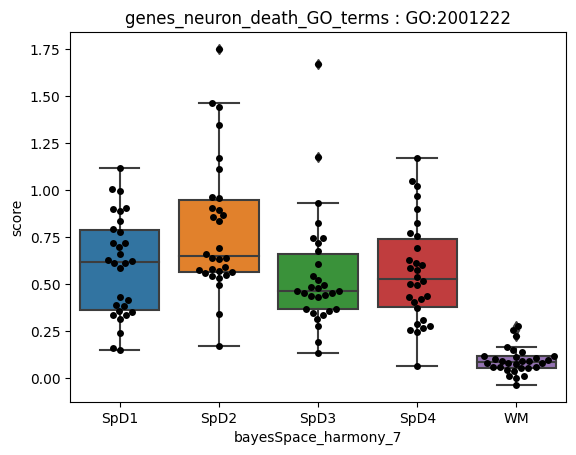 genes_neuron_death_GO_terms : GO:2001222
1.75
1.50
1.25
1.00
0.75
0.50
0.25
0.00
score
SpD1 SpD2 SpD3 SpD4 WM
bayesSpace_harmony_7